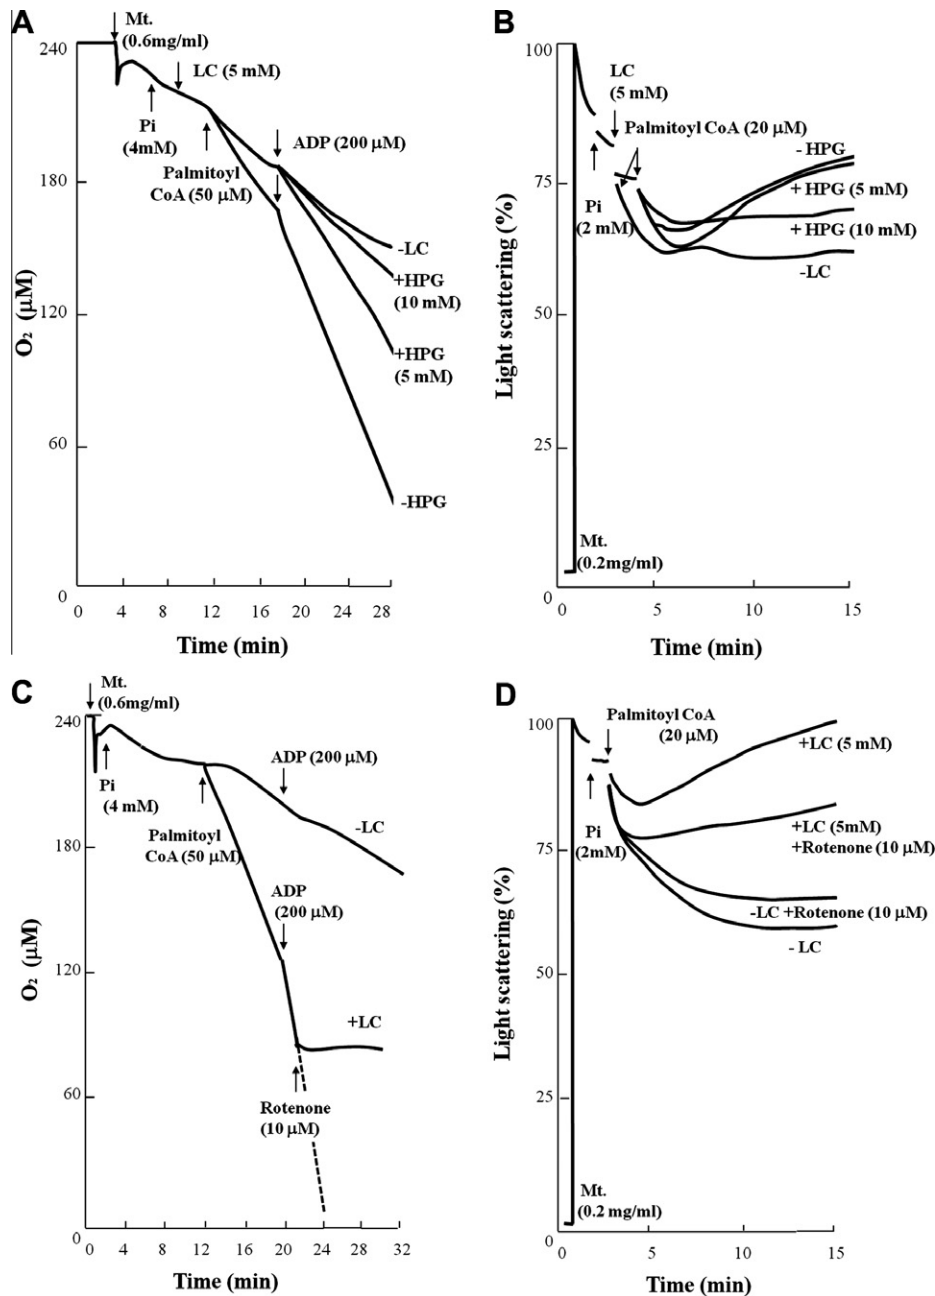 A
Mt.
(0.6mg/ml)
240
LC (5 mM)
Pi
(4mM)
ADP (200 μM)
Palmitoyl
CoA (50 μM)
180
-LC
+HPG
(10 mM)
120
+HPG
(5 mM)
60
-HPG
0
0 4 8 12 16 20 24 28
O₂ (μM)
Time (min)
B
100
LC
(5 mM)
Palmitoyl CoA (20 μM)
- HPG
75
+ HPG (5 mM)
Pi
(2 mM)
+ HPG (10 mM)
-LC
50
25
Mt.
(0.2mg/ml)
0
0 5 10 15
Light scattering (%)
Time (min)
C
Mt.
(0.6mg/ml)
240
ADP (200 μM)
Pi
(4 mM)
Palmitoyl
CoA (50 μM)
-LC
180
ADP
(200 μM)
120
+LC
60
Rotenone
(10 μM)
0
0 4 8 12 16 20 24 28 32
O₂ (μM)
Time (min)
D
100
Palmitoyl CoA
(20 μM)
+LC (5 mM)
Pi
(2mM)
+LC (5mM)
+Rotenone (10 μM)
75
-LC +Rotenone (10 μM)
- LC
50
25
Mt.
(0.2 mg/ml)
0
0 5 10 15
Light scattering (%)
Time (min)